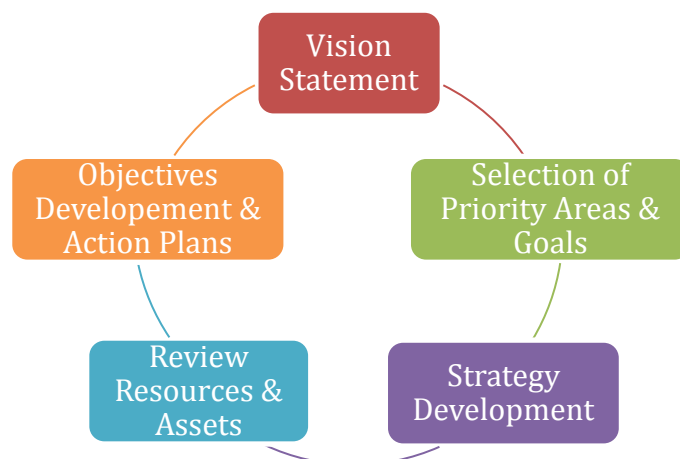 Vision
Statement
Selection of
Priority Areas &
Goals
Strategy
Development
Review
Resources &
Assets
Objectives
Developement &
Action Plans